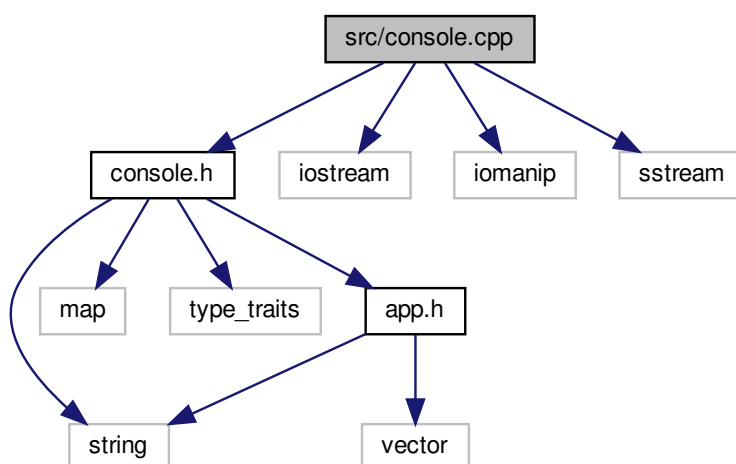 src/console.cpp
console.h
iostream
iomanip
sstream
map
type_traits
app.h
string
vector